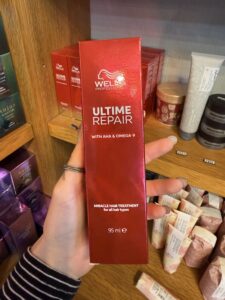 WELLA
ULTIME
REPAIR
WITH AHA & OMEGA 9
MIRACLE HAIR TREATMENT
for all hair types
95 ml